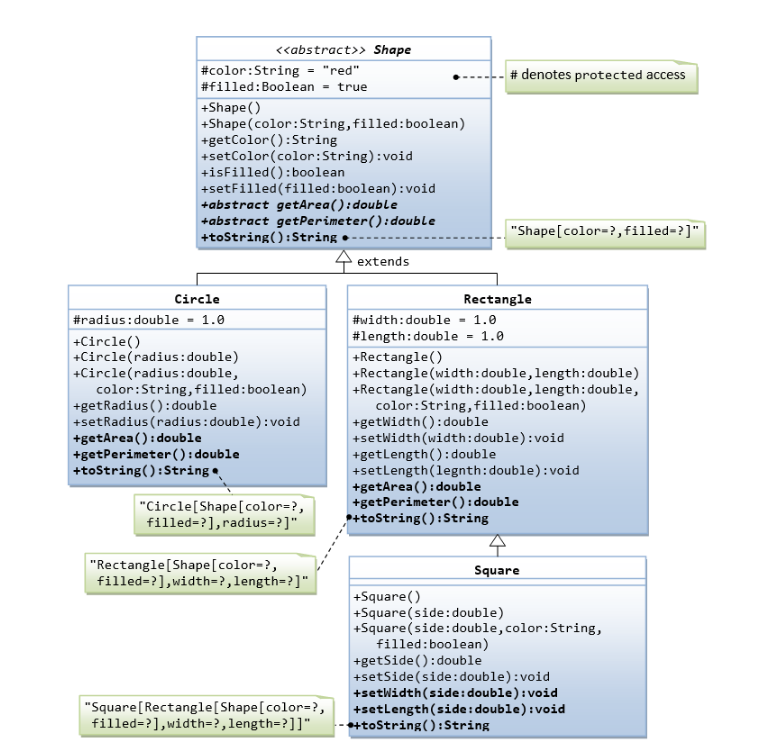 <<abstract>> Shape
#color:String = "red"
#filled:Boolean = true
# denotes protected access
+Shape()
+Shape(color:String,filled:boolean)
+getColor():String
+setColor(color:String):void
+isFilled():boolean
+setFilled(filled:boolean):void
+abstract getArea():double
+abstract getPerimeter():double
+toString():String
"Shape[color=?,filled=?]"
extends
Circle
#radius:double = 1.0
+Circle()
+Circle(radius:double)
+Circle(radius:double,
color:String,filled:boolean)
+getRadius():double
+setRadius(radius:double):void
+getArea():double
+getPerimeter():double
+toString():String
"Circle[Shape[color=?,
filled=?],radius=?]"
Rectangle
#width:double = 1.0
#length:double = 1.0
+Rectangle()
+Rectangle(width:double,length:double)
+Rectangle(width:double,length:double,
color:String,filled:boolean)
+getWidth():double
+setWidth(width:double):void
+getLength():double
+setLength(legnth:double):void
+getArea():double
+getPerimeter():double
+toString():String
"Rectangle[Shape[color=?,
filled=?],width=?,length=?]"
Square
+Square()
+Square(side:double)
+Square(side:double,color:String,
filled:boolean)
+getSide():double
+setSide(side:double):void
+setWidth(side:double):void
+setLength(side:double):void
+toString():String
"Square[Rectangle[Shape[color=?,
filled=?],width=?,length=?]]"